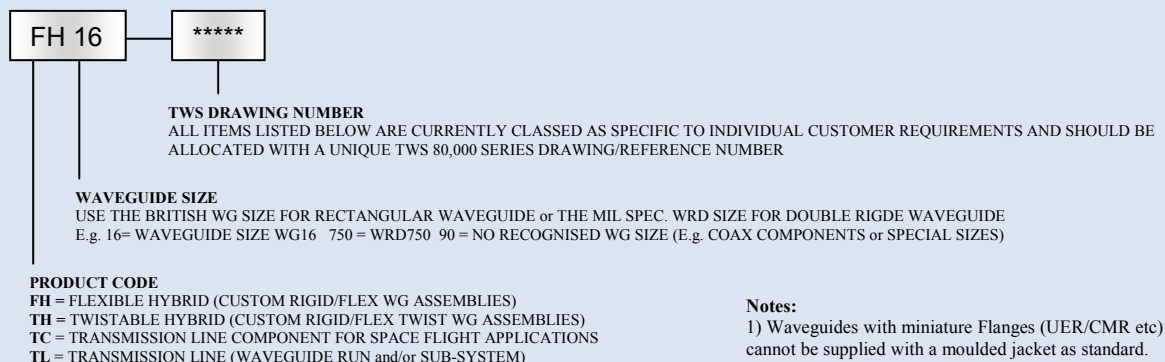 FH 16
*****
TWS DRAWING NUMBER
ALL ITEMS LISTED BELOW ARE CURRENTLY CLASSED AS SPECIFIC TO INDIVIDUAL CUSTOMER REQUIREMENTS AND SHOULD BE
ALLOCATED WITH A UNIQUE TWS 80,000 SERIES DRAWING/REFERENCE NUMBER
WAVEGUIDE SIZE
USE THE BRITISH WG SIZE FOR RECTANGULAR WAVEGUIDE or THE MIL SPEC. WRD SIZE FOR DOUBLE RIGDE WAVEGUIDE
E.g. 16= WAVEGUIDE SIZE WG16 750 = WRD750 90 = NO RECOGNISED WG SIZE (E.g. COAX COMPONENTS or SPECIAL SIZES)
PRODUCT CODE
FH = FLEXIBLE HYBRID (CUSTOM RIGID/FLEX WG ASSEMBLIES)
TH = TWISTABLE HYBRID (CUSTOM RIGID/FLEX TWIST WG ASSEMBLIES)
TC = TRANSMISSION LINE COMPONENT FOR SPACE FLIGHT APPLICATIONS
TL = TRANSMISSION LINE (WAVEGUIDE RUN and/or SUB-SYSTEM)
Notes:
1) Waveguides with miniature Flanges (UER/CMR etc)
cannot be supplied with a moulded jacket as standard.